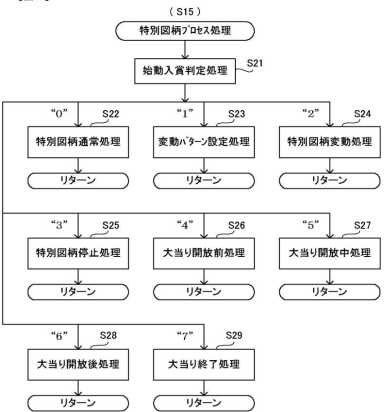 (S15)
特別図柄プロセス処理
始動入賞判定処理
S21
“0”
S22
“1”
S23
“2”
S24
特別図柄通常処理
変動パターン設定処理
特別図柄変動処理
リターン
リターン
リターン
“3”
S25
“4”
S26
“5”
S27
特別図柄停止処理
大当り開放前処理
大当り開放中処理
リターン
リターン
リターン
“6”
S28
“7”
S29
大当り開放後処理
大当り終了処理
リターン
リターン